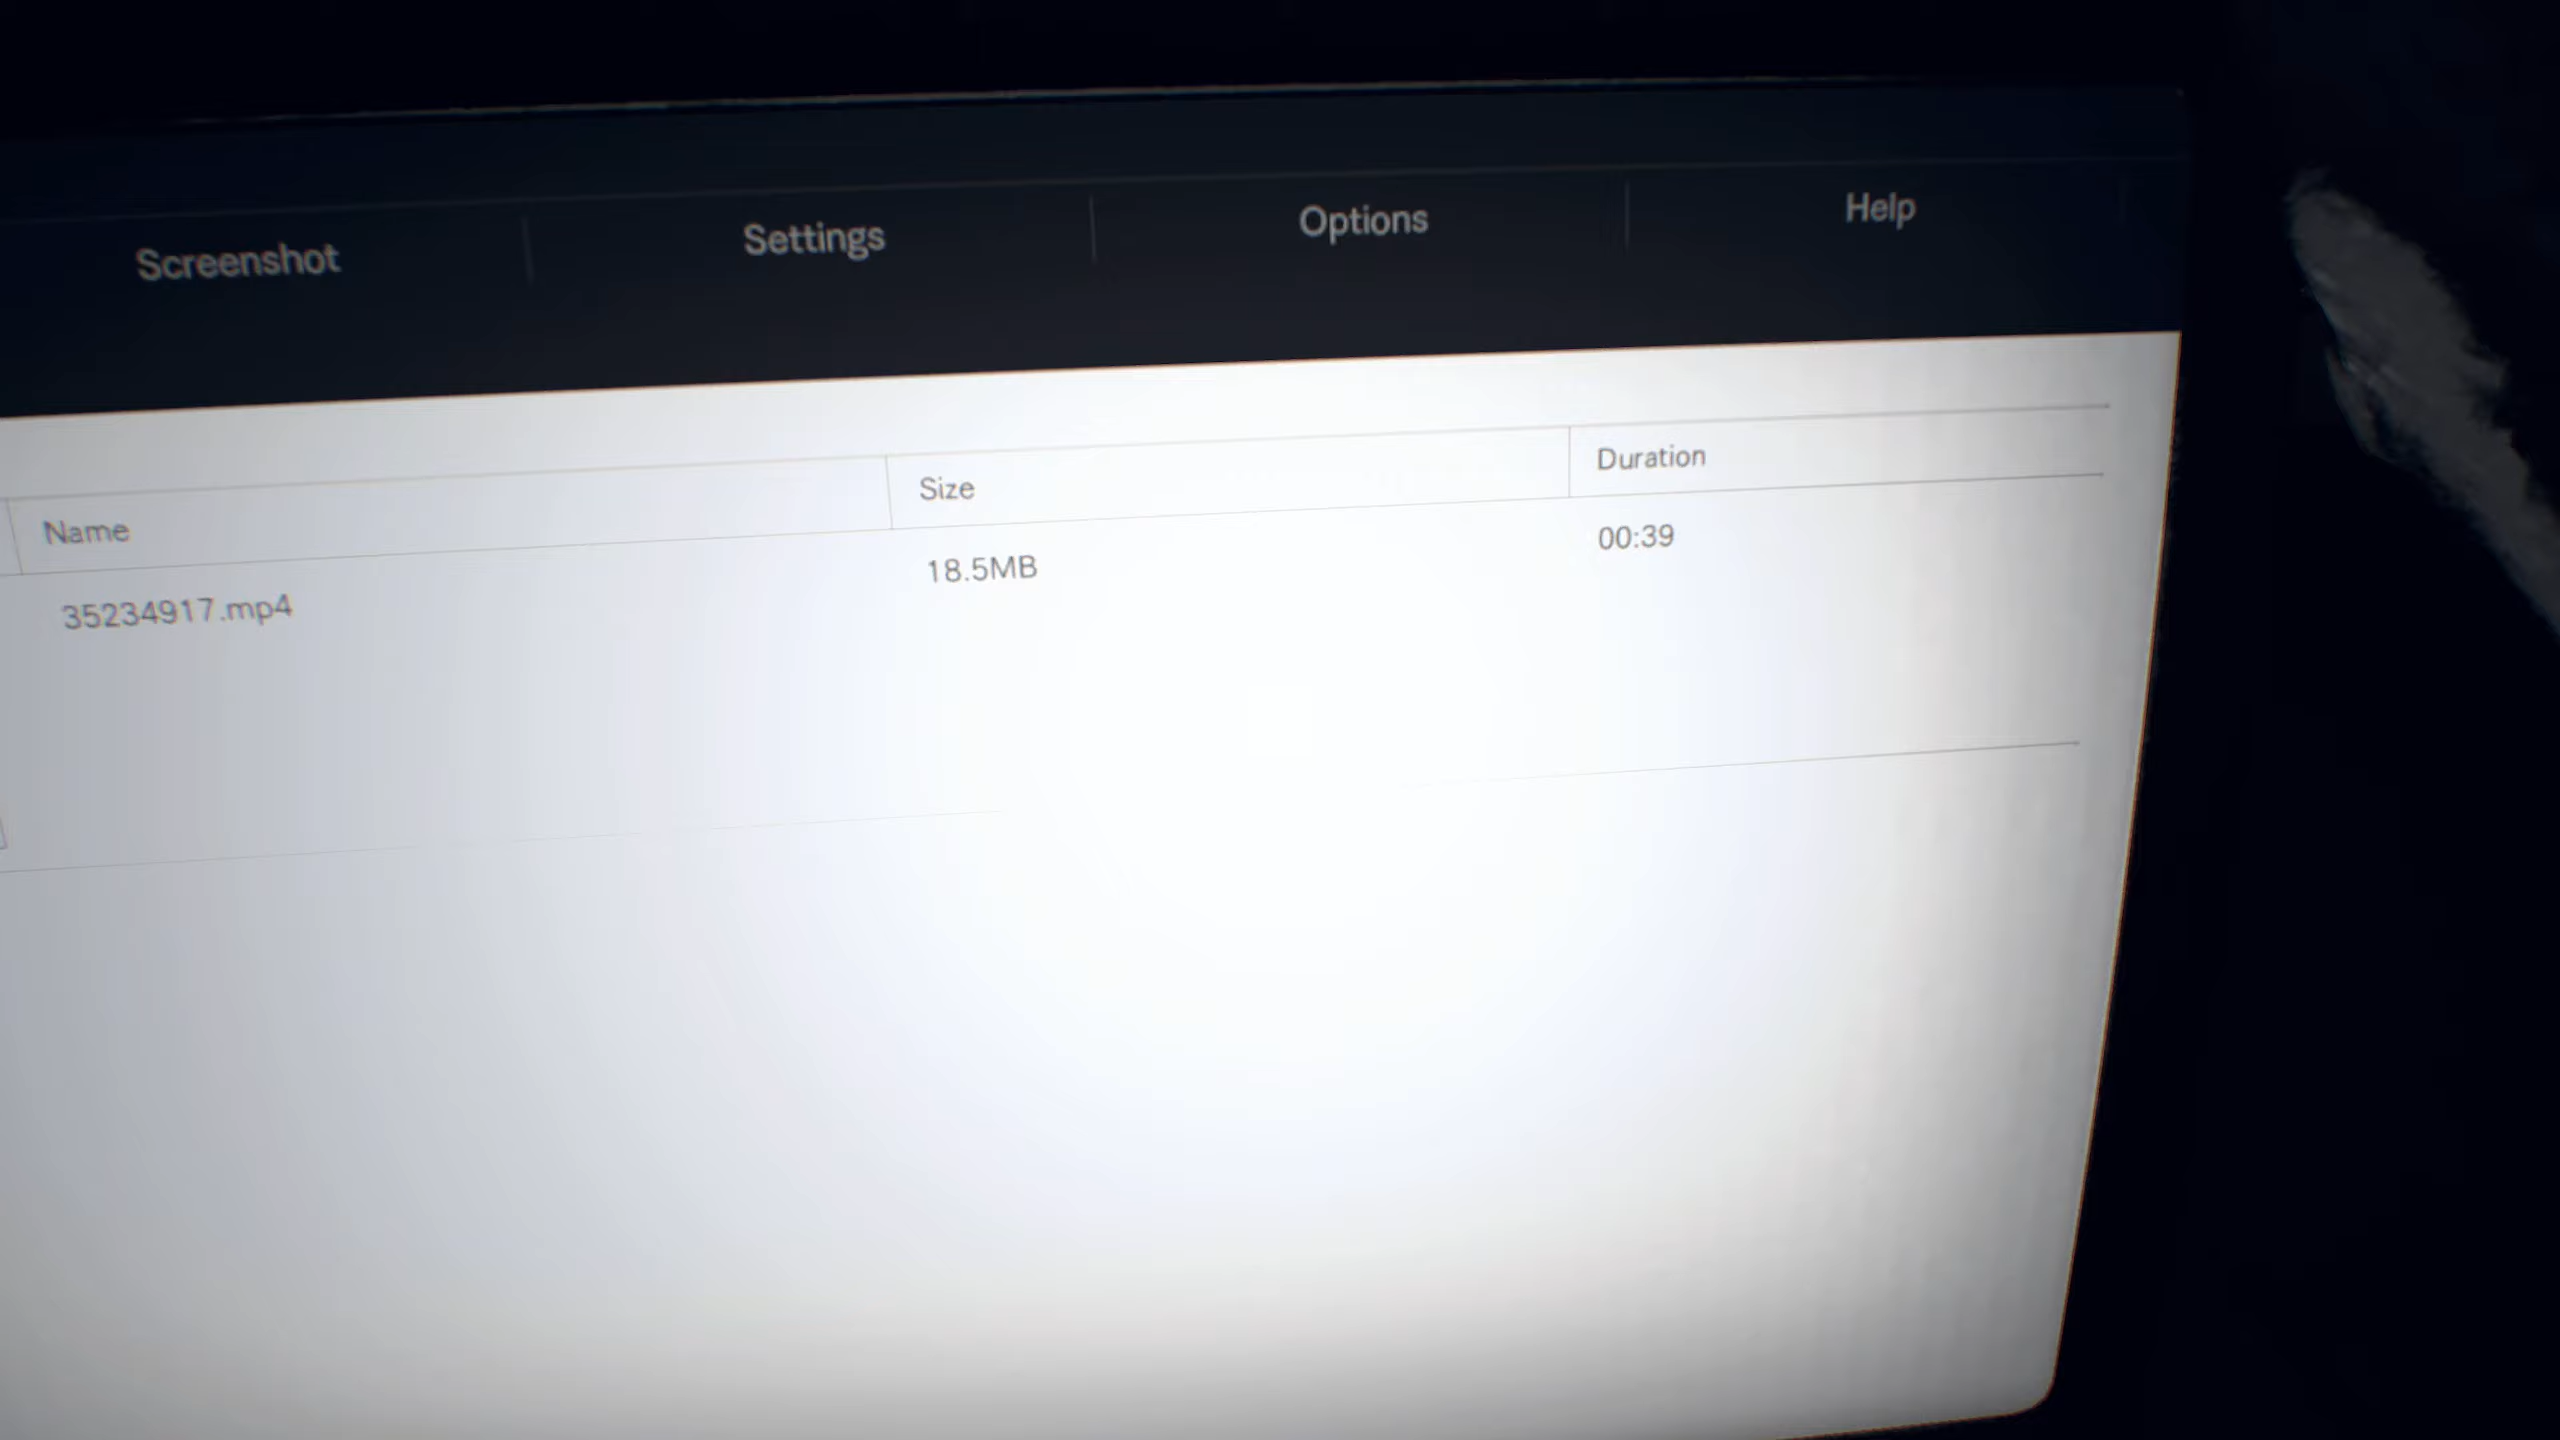 Screenshot Settings Options Help
Name Size Duration
35234917.mp4 18.5MB 00:39